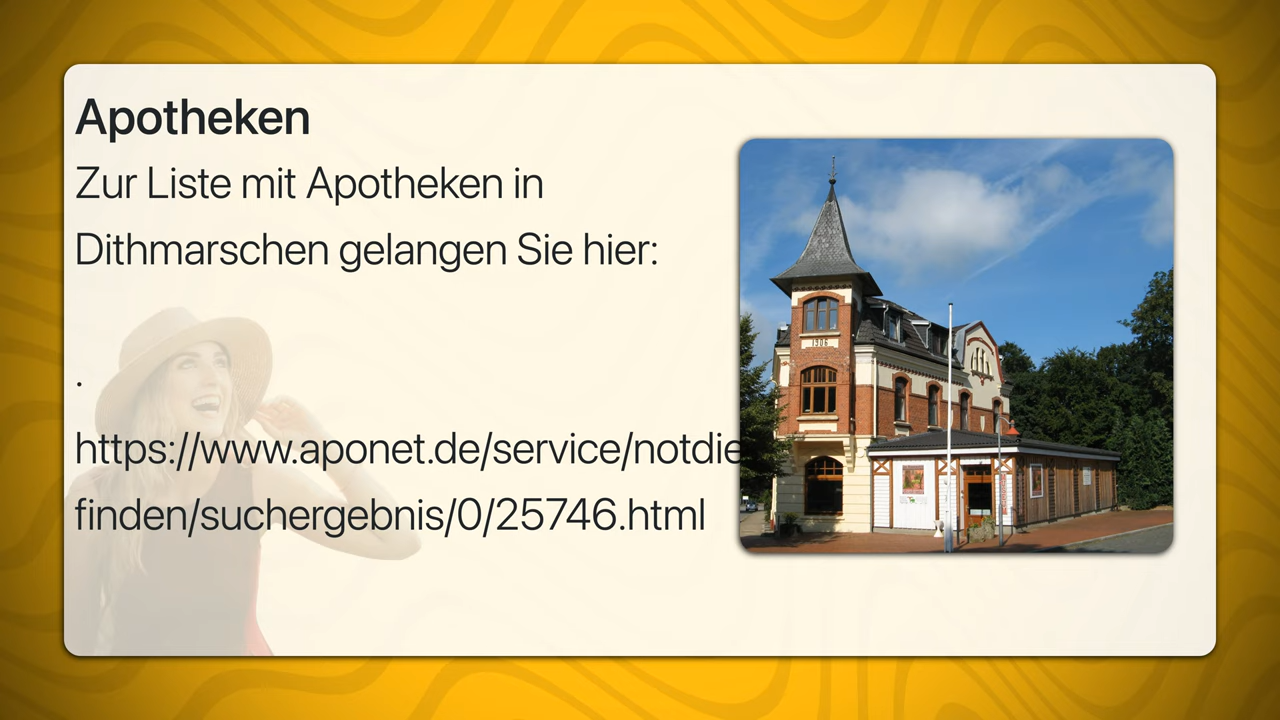 Apotheken
Zur Liste mit Apotheken in
Dithmarschen gelangen Sie hier:
.
https://www.aponet.de/service/notdie
finden/suchergebnis/0/25746.html
1906